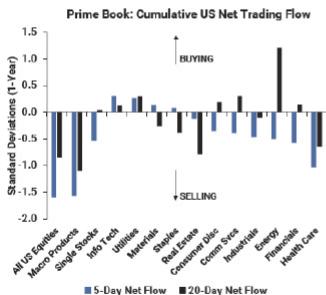 Prime Book: Cumulative US Net Trading Flow
Standard Deviations (1-Year)
1.5
1.0
0.5
0.0
-0.5
-1.0
-1.5
-2.0
BUYING
SELLING
All US Equities
Macro Products
Single Stocks
Info Tech
Utilities
Materials
Staples
Real Estate
Consumer Disc
Comm Svcs
Industrials
Energy
Financials
Health Care
5-Day Net Flow
20-Day Net Flow